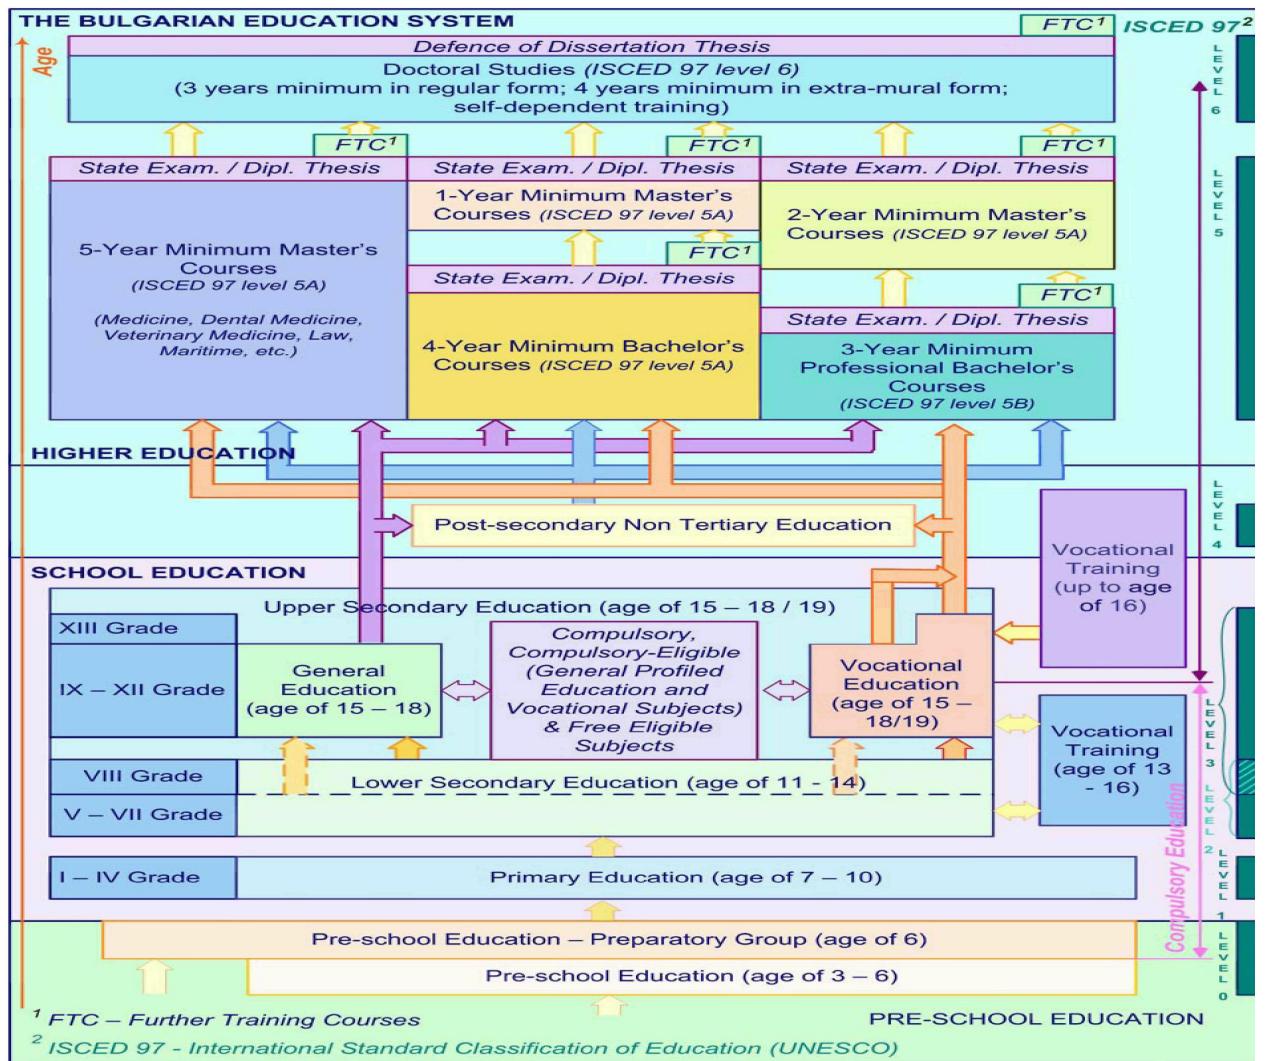 THE BULGARIAN EDUCATION SYSTEM
FTC1
ISCED 97 2
Age
Defence of Dissertation Thesis
Doctoral Studies (ISCED 97 level 6)
(3 years minimum in regular form; 4 years minimum in extra-mural form;
self-dependent training)
LEVEL 6
FTC1
FTC1
FTC1
State Exam. / Dipl. Thesis
State Exam. / Dipl. Thesis
State Exam. / Dipl. Thesis
5-Year Minimum Master's
Courses
(ISCED 97 level 5A)
(Medicine, Dental Medicine,
Veterinary Medicine, Law,
Maritime, etc.)
1-Year Minimum Master's
Courses (ISCED 97 level 5A)
FTC1
State Exam. / Dipl. Thesis
4-Year Minimum Bachelor's
Courses (ISCED 97 level 5A)
2-Year Minimum Master's
Courses (ISCED 97 level 5A)
FTC1
State Exam. / Dipl. Thesis
3-Year Minimum
Professional Bachelor's
Courses
(ISCED 97 level 5B)
LEVEL 5
HIGHER EDUCATION
Post-secondary Non Tertiary Education
LEVEL 4
SCHOOL EDUCATION
Vocational
Training
(up to age
of 16)
Upper Secondary Education (age of 15 – 18 / 19)
XIII Grade
IX – XII Grade
General
Education
(age of 15 – 18)
Compulsory,
Compulsory-Eligible
(General Profiled
Education and
Vocational Subjects)
& Free Eligible
Subjects
Vocational
Education
(age of 15 –
18/19)
Vocational
Training
(age of 13
- 16)
LEVEL 3
VIII Grade
Lower Secondary Education (age of 11 - 14)
V – VII Grade
LEVEL 2
Compulsory Education
I – IV Grade
Primary Education (age of 7 – 10)
LEVEL 1
Pre-school Education – Preparatory Group (age of 6)
Pre-school Education (age of 3 – 6)
LEVEL 0
1 FTC – Further Training Courses
PRE-SCHOOL EDUCATION
2 ISCED 97 - International Standard Classification of Education (UNESCO)